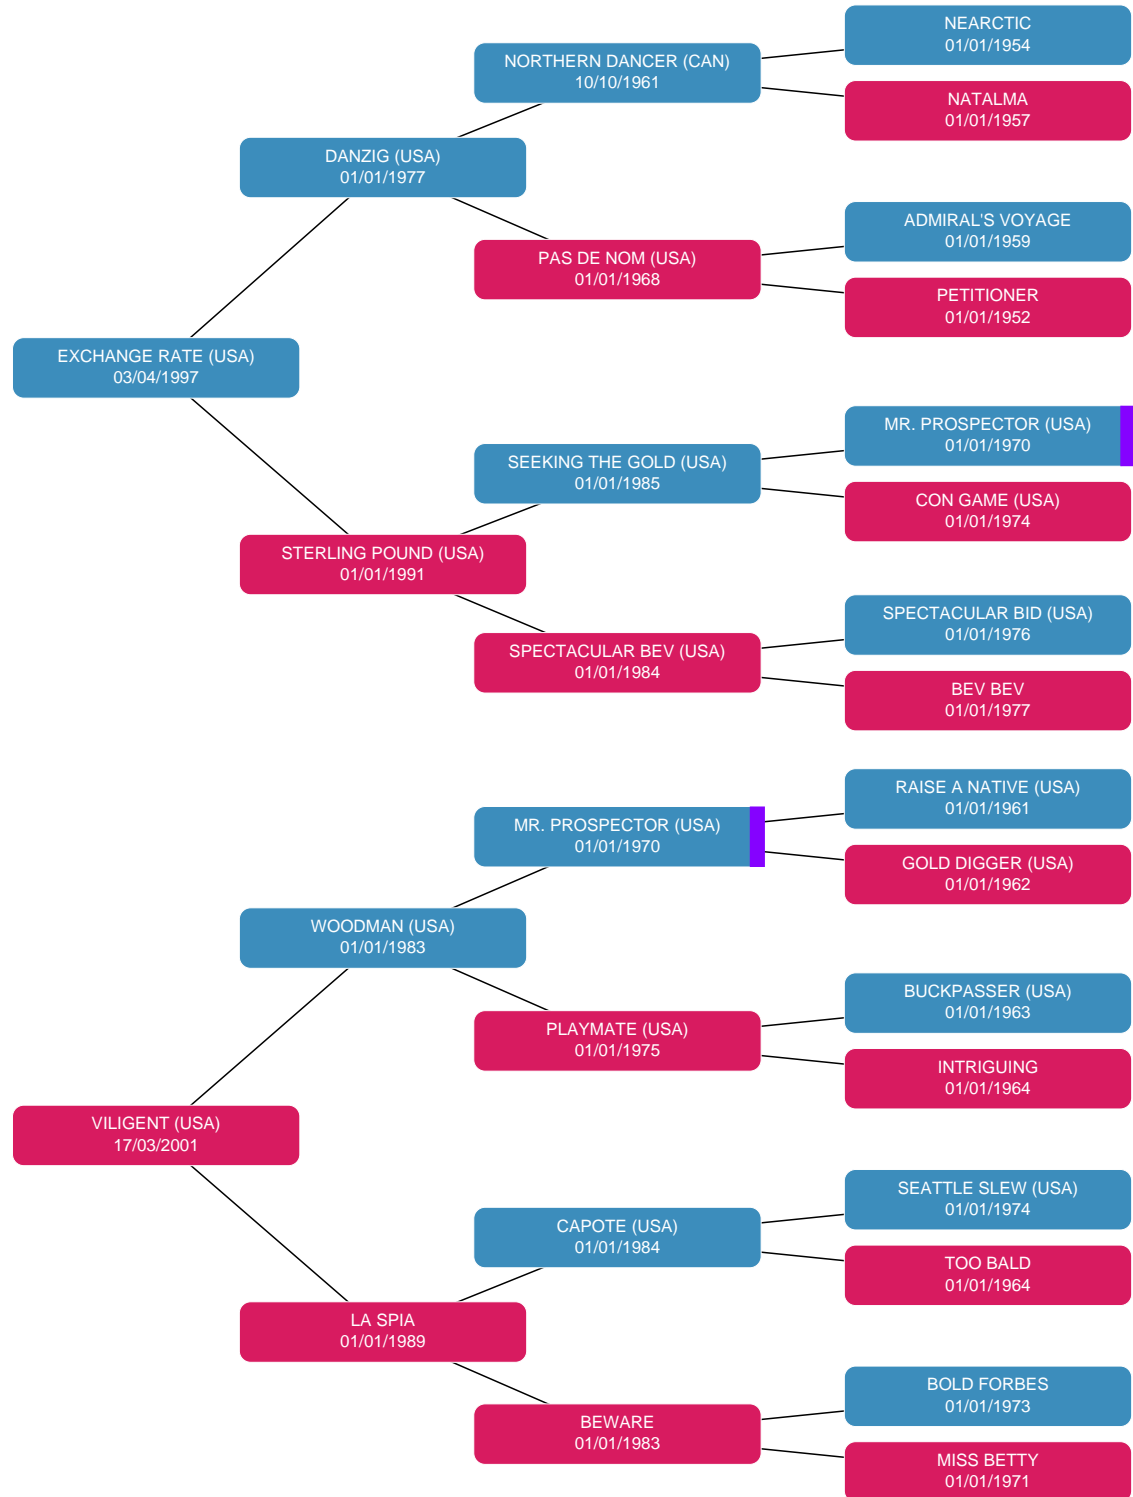 NEARCTIC
01/01/1954
NORTHERN DANCER (CAN)
10/10/1961
NATALMA
01/01/1957
DANZIG (USA)
01/01/1977
ADMIRAL'S VOYAGE
01/01/1959
PAS DE NOM (USA)
01/01/1968
PETITIONER
01/01/1952
EXCHANGE RATE (USA)
03/04/1997
MR. PROSPECTOR (USA)
01/01/1970
SEEKING THE GOLD (USA)
01/01/1985
CON GAME (USA)
01/01/1974
STERLING POUND (USA)
01/01/1991
SPECTACULAR BID (USA)
01/01/1976
SPECTACULAR BEV (USA)
01/01/1984
BEV BEV
01/01/1977
RAISE A NATIVE (USA)
01/01/1961
MR. PROSPECTOR (USA)
01/01/1970
GOLD DIGGER (USA)
01/01/1962
WOODMAN (USA)
01/01/1983
BUCKPASSER (USA)
01/01/1963
PLAYMATE (USA)
01/01/1975
INTRIGUING
01/01/1964
VILIGENT (USA)
17/03/2001
SEATTLE SLEW (USA)
01/01/1974
CAPOTE (USA)
01/01/1984
TOO BALD
01/01/1964
LA SPIA
01/01/1989
BOLD FORBES
01/01/1973
BEWARE
01/01/1983
MISS BETTY
01/01/1971